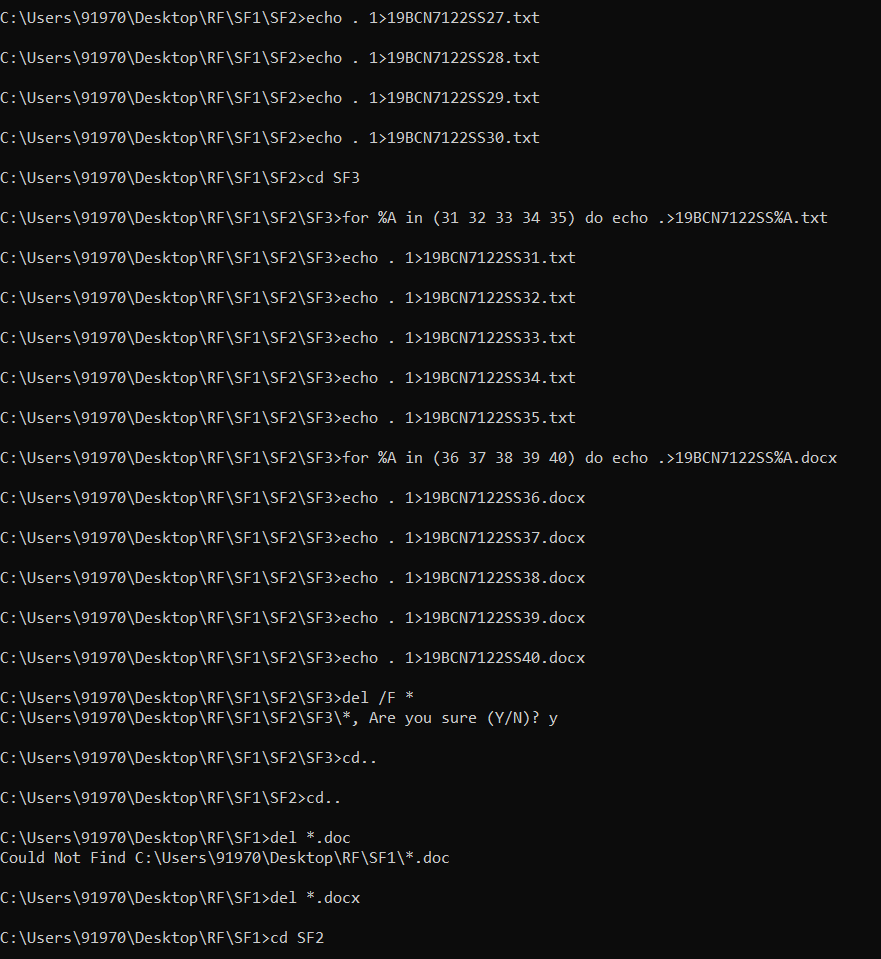 C:\Users\91970\Desktop\RF\SF1\SF2>echo . 1>19BCN7122SS27.txt
C:\Users\91970\Desktop\RF\SF1\SF2>echo . 1>19BCN7122SS28.txt
C:\Users\91970\Desktop\RF\SF1\SF2>echo . 1>19BCN7122SS29.txt
C:\Users\91970\Desktop\RF\SF1\SF2>echo . 1>19BCN7122SS30.txt
C:\Users\91970\Desktop\RF\SF1\SF2>cd SF3
C:\Users\91970\Desktop\RF\SF1\SF2\SF3>for %A in (31 32 33 34 35) do echo .>19BCN7122SS%A.txt
C:\Users\91970\Desktop\RF\SF1\SF2\SF3>echo . 1>19BCN7122SS31.txt
C:\Users\91970\Desktop\RF\SF1\SF2\SF3>echo . 1>19BCN7122SS32.txt
C:\Users\91970\Desktop\RF\SF1\SF2\SF3>echo . 1>19BCN7122SS33.txt
C:\Users\91970\Desktop\RF\SF1\SF2\SF3>echo . 1>19BCN7122SS34.txt
C:\Users\91970\Desktop\RF\SF1\SF2\SF3>echo . 1>19BCN7122SS35.txt
C:\Users\91970\Desktop\RF\SF1\SF2\SF3>for %A in (36 37 38 39 40) do echo .>19BCN7122SS%A.docx
C:\Users\91970\Desktop\RF\SF1\SF2\SF3>echo . 1>19BCN7122SS36.docx
C:\Users\91970\Desktop\RF\SF1\SF2\SF3>echo . 1>19BCN7122SS37.docx
C:\Users\91970\Desktop\RF\SF1\SF2\SF3>echo . 1>19BCN7122SS38.docx
C:\Users\91970\Desktop\RF\SF1\SF2\SF3>echo . 1>19BCN7122SS39.docx
C:\Users\91970\Desktop\RF\SF1\SF2\SF3>echo . 1>19BCN7122SS40.docx
C:\Users\91970\Desktop\RF\SF1\SF2\SF3>del /F *
C:\Users\91970\Desktop\RF\SF1\SF2\SF3\*, Are you sure (Y/N)? y
C:\Users\91970\Desktop\RF\SF1\SF2\SF3>cd..
C:\Users\91970\Desktop\RF\SF1\SF2>cd..
C:\Users\91970\Desktop\RF\SF1>del *.doc
Could Not Find C:\Users\91970\Desktop\RF\SF1\*.doc
C:\Users\91970\Desktop\RF\SF1>del *.docx
C:\Users\91970\Desktop\RF\SF1>cd SF2